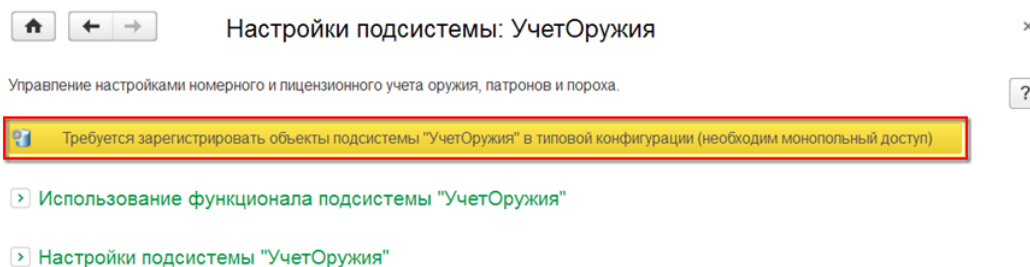 Настройки подсистемы: УчетОружия
Управление настройками номерного и лицензионного учета оружия, патронов и пороха.
?
Требуется зарегистрировать объекты подсистемы "УчетОружия" в типовой конфигурации (необходим монопольный доступ)
Использование функционала подсистемы "УчетОружия"
Настройки подсистемы "УчетОружия"